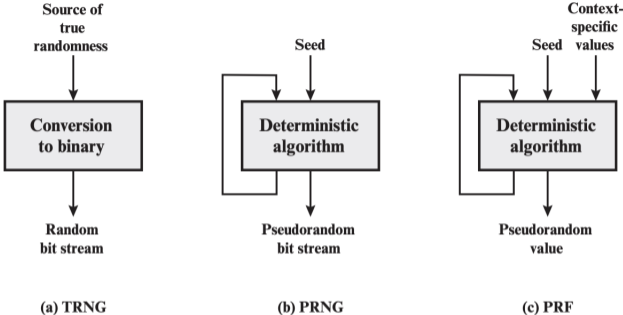 Source of
true
randomness
Conversion
to binary
Random
bit stream
(a) TRNG
Seed
Deterministic
algorithm
Pseudorandom
bit stream
(b) PRNG
Context-
specific
Seed values
Deterministic
algorithm
Pseudorandom
value
(c) PRF